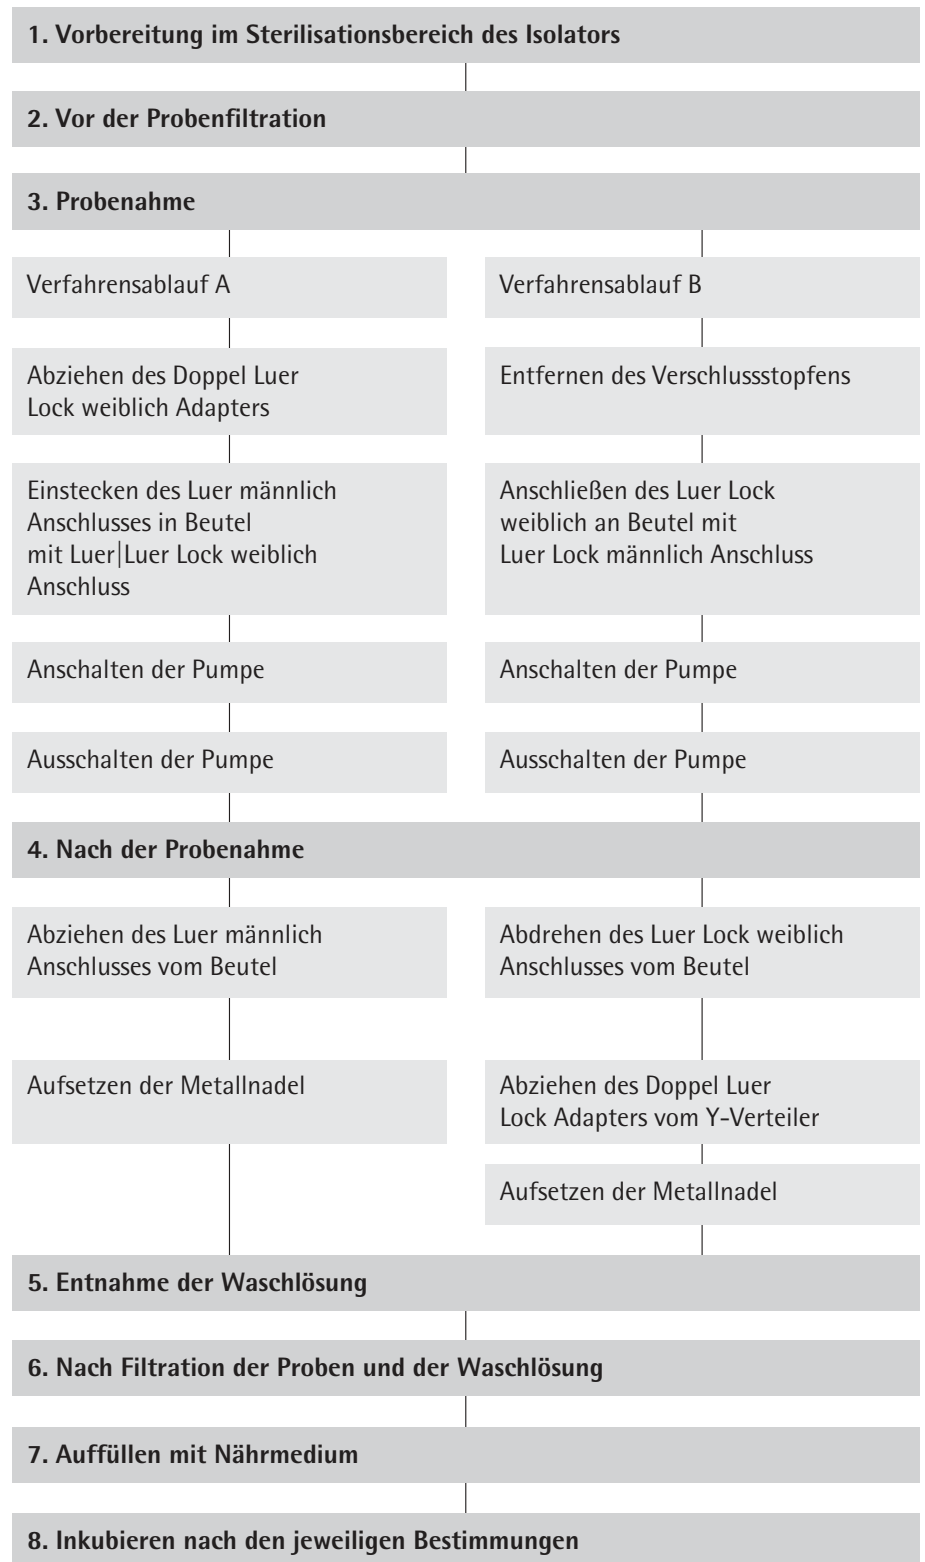 1. Vorbereitung im Sterilisationsbereich des Isolators
2. Vor der Probenfiltration
3. Probenahme
Verfahrensablauf A
Verfahrensablauf B
Abziehen des Doppel Luer
Lock weiblich Adapters
Entfernen des Verschlussstopfens
Einstecken des Luer männlich
Anschlusses in Beutel
mit Luer|Luer Lock weiblich
Anschluss
Anschließen des Luer Lock
weiblich an Beutel mit
Luer Lock männlich Anschluss
Anschalten der Pumpe
Anschalten der Pumpe
Ausschalten der Pumpe
Ausschalten der Pumpe
4. Nach der Probenahme
Abziehen des Luer männlich
Anschlusses vom Beutel
Abdrehen des Luer Lock weiblich
Anschlusses vom Beutel
Aufsetzen der Metallnadel
Abziehen des Doppel Luer
Lock Adapters vom Y-Verteiler
Aufsetzen der Metallnadel
5. Entnahme der Waschlösung
6. Nach Filtration der Proben und der Waschlösung
7. Auffüllen mit Nährmedium
8. Inkubieren nach den jeweiligen Bestimmungen